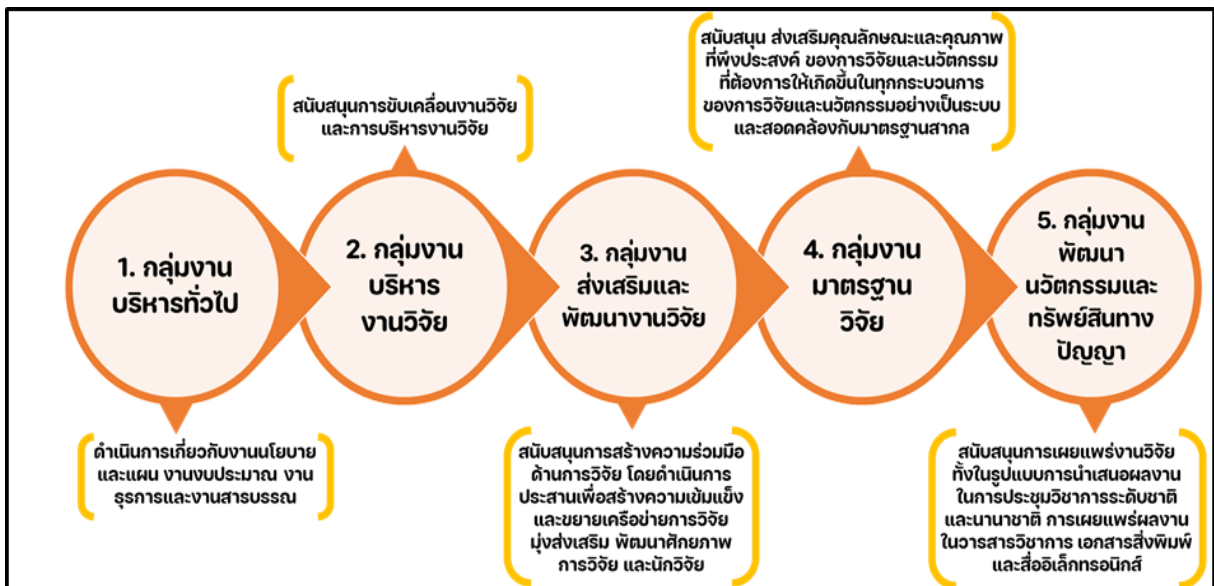 1. กลุ่มงาน
บริหารทั่วไป
ดำเนินการเกี่ยวกับงานนโยบาย
และแผน งานงบประมาณ งาน
ธุรการและงานสารบรรณ
สนับสนุนการขับเคลื่อนงานวิจัย
และการบริหารงานวิจัย
2. กลุ่มงาน
บริหาร
งานวิจัย
3. กลุ่มงาน
ส่งเสริมและ
พัฒนางานวิจัย
สนับสนุนการสร้างความร่วมมือ
ด้านการวิจัย โดยดำเนินการ
ประสานเพื่อสร้างความเข้มแข็ง
และขยายเครือข่ายการวิจัย
มุ่งส่งเสริม พัฒนาศักยภาพ
การวิจัย และนักวิจัย
สนับสนุน ส่งเสริมคุณลักษณะและคุณภาพ
ที่พึงประสงค์ ของการวิจัยและนวัตกรรม
ที่ต้องการให้เกิดขึ้นในทุกกระบวนการ
ของการวิจัยและนวัตกรรมอย่างเป็นระบบ
และสอดคล้องกับมาตรฐานสากล
4. กลุ่มงาน
มาตรฐาน
วิจัย
5. กลุ่มงาน
พัฒนา
นวัตกรรมและ
ทรัพย์สินทาง
ปัญญา
สนับสนุนการเผยแพร่งานวิจัย
ทั้งในรูปแบบการนำเสนอผลงาน
ในการประชุมวิชาการระดับชาติ
และนานาชาติ การเผยแพร่ผลงาน
ในวารสารวิชาการ เอกสารสิ่งพิมพ์
และสื่ออิเล็กทรอนิกส์